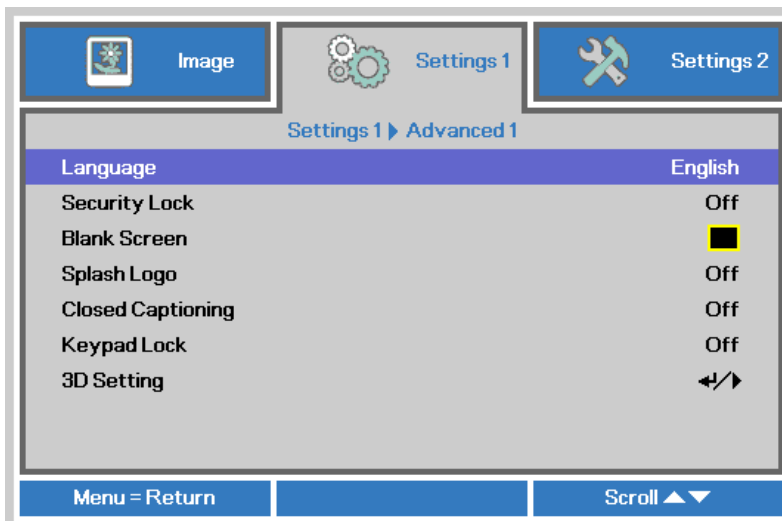 Image Settings 1 Settings 2
Settings 1 Advanced 1
Language English
Security Lock Off
Blank Screen
Splash Logo Off
Closed Captioning Off
Keypad Lock Off
3D Setting
Menu = Return Scroll